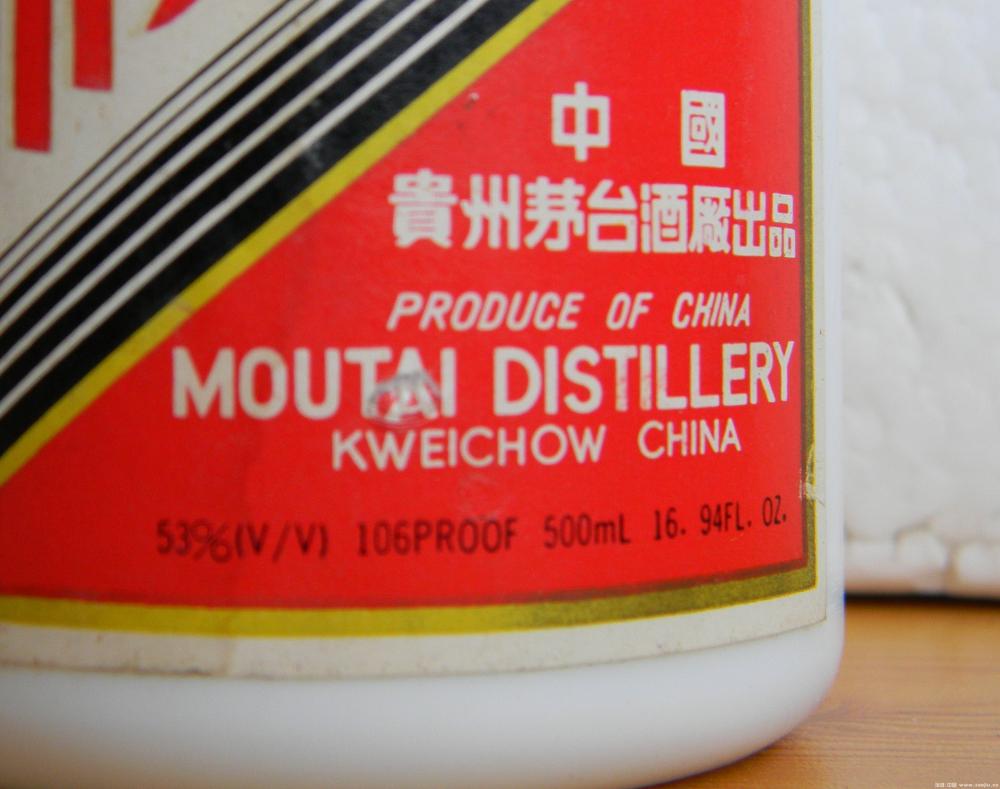 中國
貴州茅台酒厰出品
PRODUCE OF CHINA
MOUTAI DISTILLERY
KWEICHOW CHINA
53%(V/V) 106PROOF 500mL 16. 94FL. OZ.